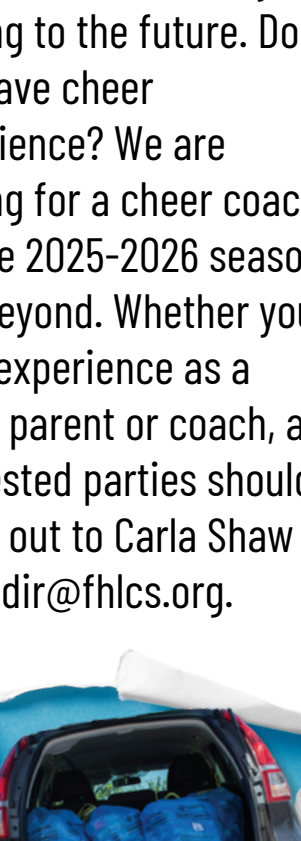 ng to the future. Do
ave cheer
ience? We are
ng for a cheer coac
e 2025-2026 seaso
eyond. Whether you
experience as a
parent or coach, a
sted parties should
out to Carla Shaw
dir@fhlcs.org.